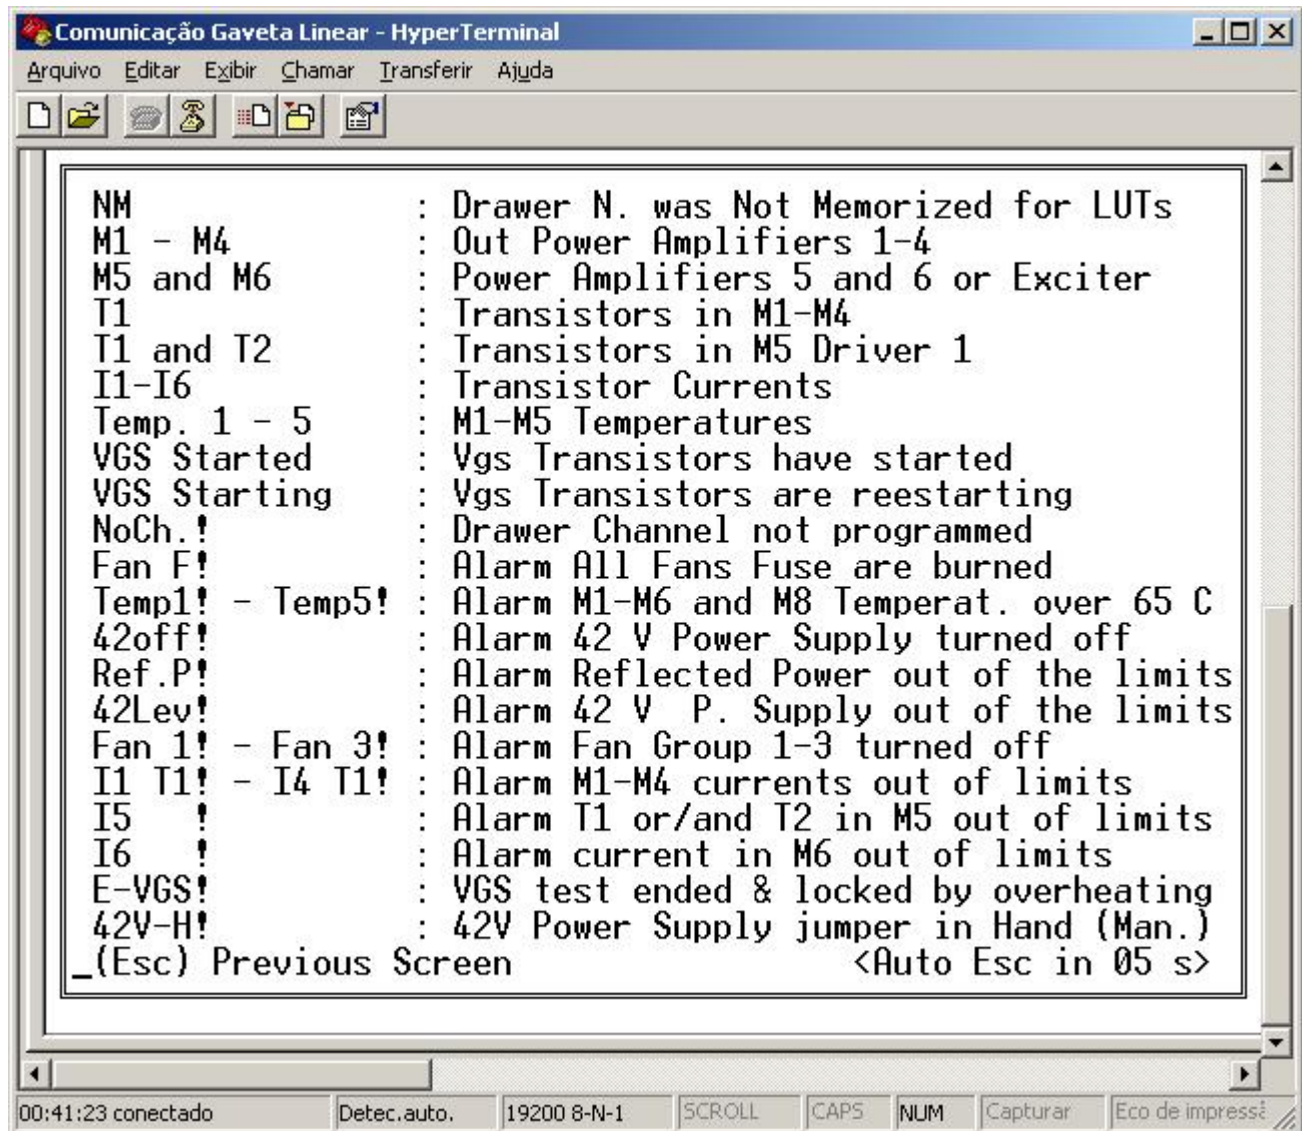 Comunicação Gaveta Linear - HyperTerminal
Arquivo Editar Exibir Chamar Transferir Ajuda
NM : Drawer N. was Not Memorized for LUTs
M1 - M4 : Out Power Amplifiers 1-4
M5 and M6 : Power Amplifiers 5 and 6 or Exciter
T1 : Transistors in M1-M4
T1 and T2 : Transistors in M5 Driver 1
I1-I6 : Transistor Currents
Temp. 1 - 5 : M1-M5 Temperatures
VGS Started : Vgs Transistors have started
VGS Starting : Vgs Transistors are reestarting
NoCh.! : Drawer Channel not programmed
Fan F! : Alarm All Fans Fuse are burned
Temp1! - Temp5! : Alarm M1-M6 and M8 Temperat. over 65 C
42off! : Alarm 42 V Power Supply turned off
Ref.P! : Alarm Reflected Power out of the limits
42Lev! : Alarm 42 V P. Supply out of the limits
Fan 1! - Fan 3! : Alarm Fan Group 1-3 turned off
I1 T1! - I4 T1! : Alarm M1-M4 currents out of limits
I5 ! : Alarm T1 or/and T2 in M5 out of limits
I6 ! : Alarm current in M6 out of limits
E-VGS! : VGS test ended & locked by overheating
42V-H! : 42V Power Supply jumper in Hand (Man.)
_(Esc) Previous Screen <Auto Esc in 05 s>
00:41:23 conectado Detec.auto. 19200 8-N-1 SCROLL CAPS NUM Capturar Eco de impressã